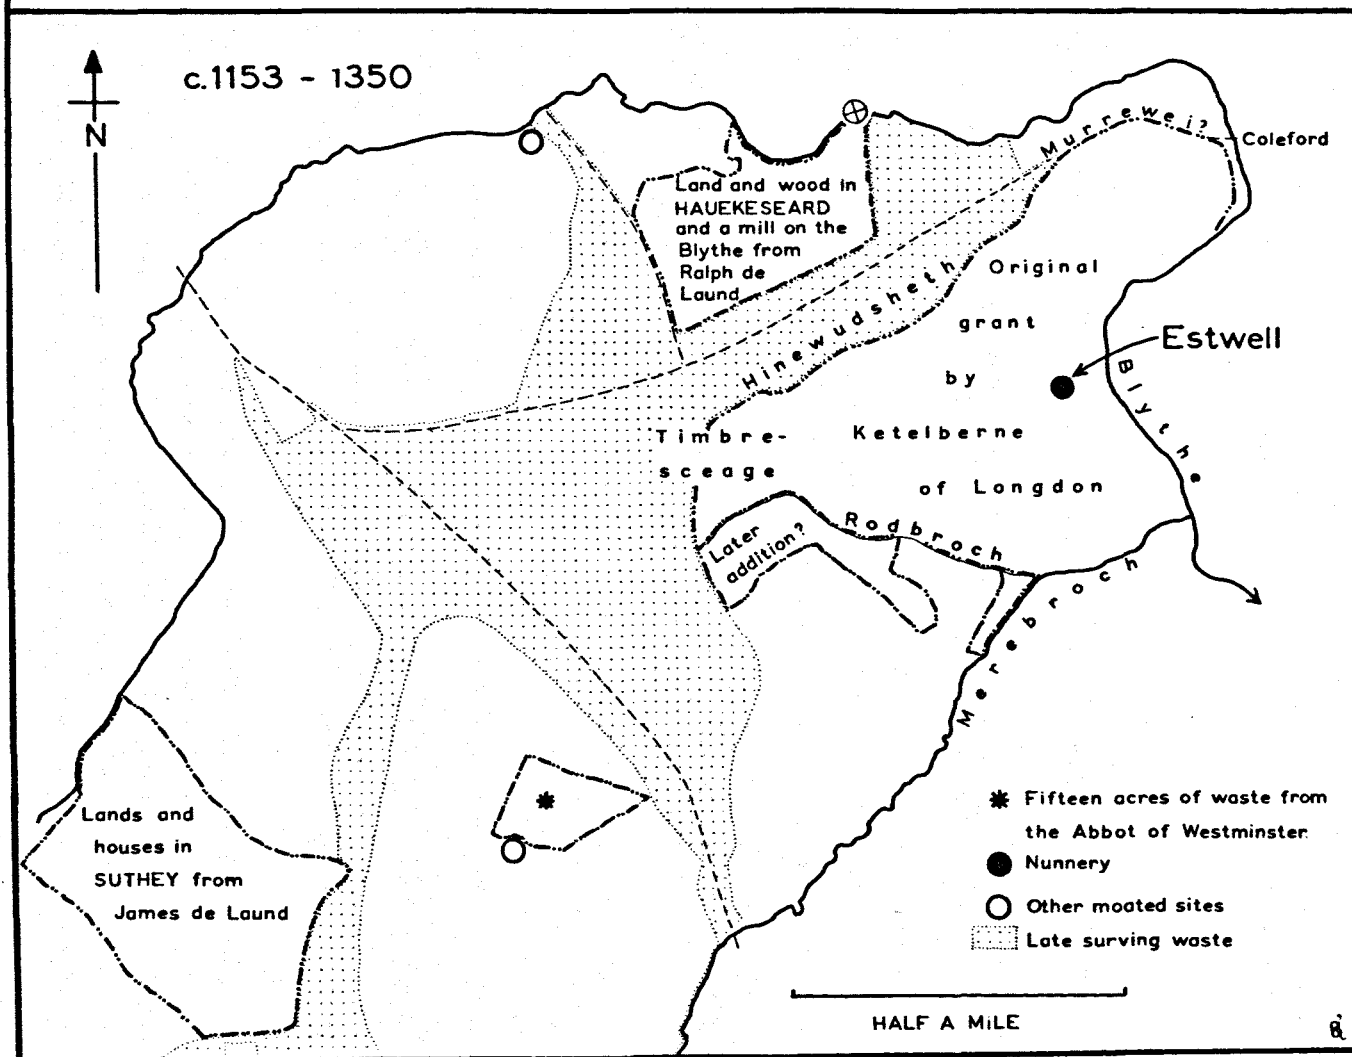 c.1153 - 1350
N
Murrewei?
Coleford
Land and wood in
HAUEKESEARD
and a mill on the
Blythe from
Ralph de
Laund
Hinewudsheth
Original
grant
by
Ketelberne
of Longdon
Estwell
Blythe
Timbre-
sceage
Rodbroch
Later
addition?
Merebroch
Lands and
houses in
SUTHEY from
James de Laund
Fifteen acres of waste from
the Abbot of Westminster.
Nunnery
Other moated sites
Late surving waste
HALF A MILE